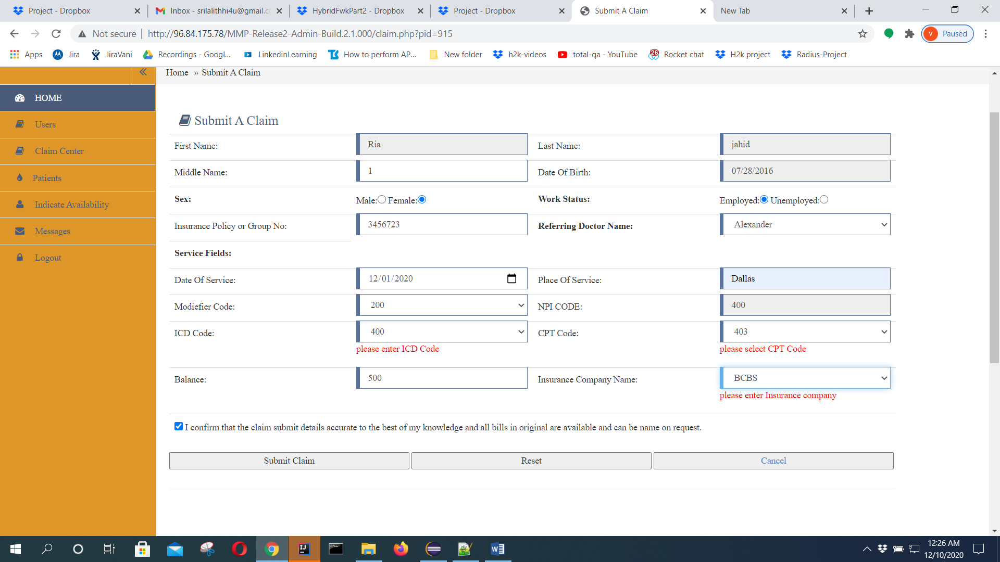 Project - Dropbox
Inbox - srilalithhi4u@gmail.c
HybridFwkPart2 - Dropbox
Project - Dropbox
Submit A Claim
New Tab
Not secure
http://96.84.175.78/MMP-Release2-Admin-Build.2.1.000/claim.php?pid=915
V Paused
Apps
Jira
JiraVani
Recordings - Googl...
LinkedinLearning
How to perform AP...
New folder
h2k-videos
total-qa - YouTube
26
Rocket chat
H2k project
Radius-Project
«
Home » Submit A Claim
HOME
Users
Claim Center
Patients
Indicate Availability
Messages
Logout
Submit A Claim
First Name: Ria Last Name: jahid
Middle Name: 1 Date Of Birth: 07/28/2016
Sex: Male: Female: Work Status: Employed: Unemployed:
Insurance Policy or Group No: 3456723 Referring Doctor Name: Alexander
Service Fields:
Date Of Service: 12/01/2020 Place Of Service: Dallas
Modiefier Code: 200 NPI CODE: 400
ICD Code: 400 CPT Code: 403
please enter ICD Code please select CPT Code
Balance: 500 Insurance Company Name: BCBS
please enter Insurance company
I confirm that the claim submit details accurate to the best of my knowledge and all bills in original are available and can be name on request.
Submit Claim Reset Cancel
12:26 AM
12/10/2020